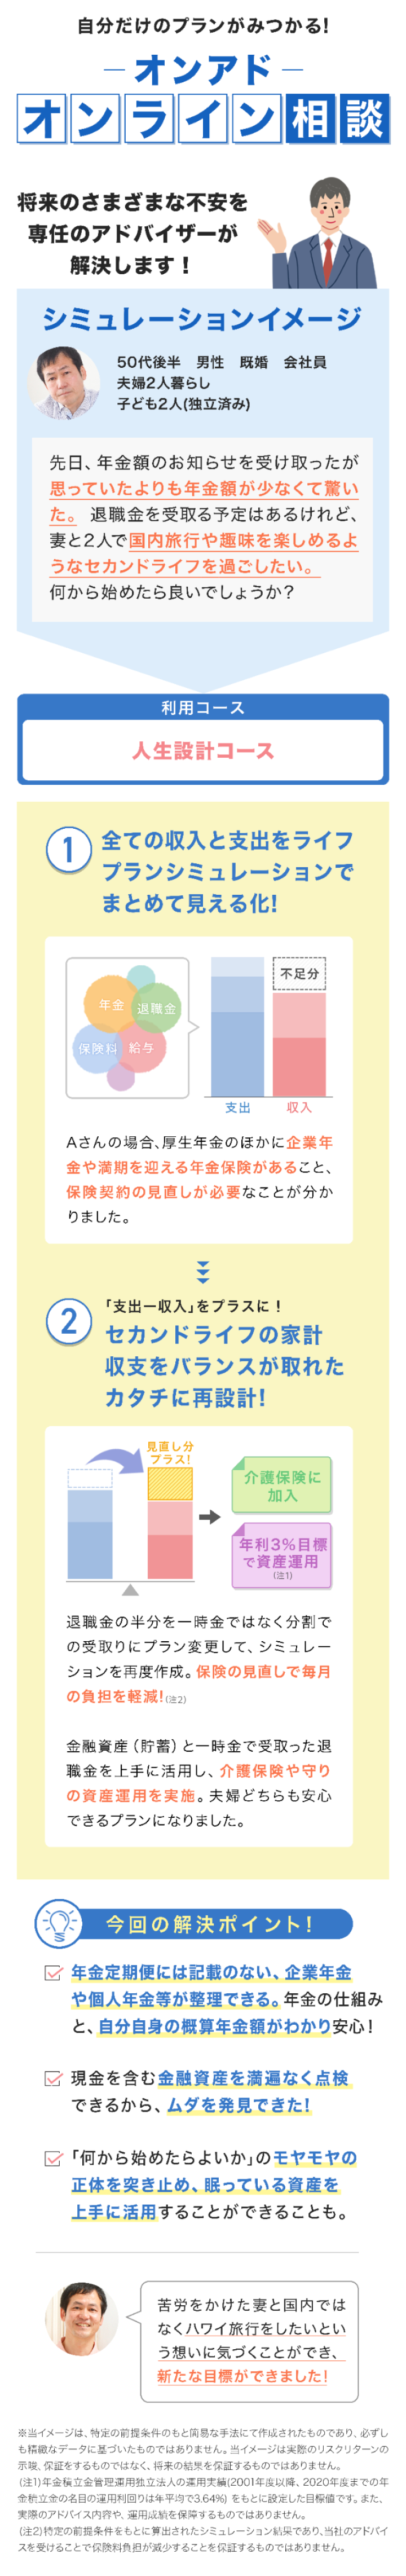 自分だけのプランがみつかる!
オンアド
オンライン相談
将来のさまざまな不安を
専任のアドバイザーが
解決します！
シミュレーションイメージ
50代後半　男性　既婚　会社員
夫婦2人暮らし
子ども2人(独立済み)
先日、年金額のお知らせを受け取ったが
思っていたよりも年金額が少なくて驚い
た。 退職金を受取る予定はあるけれど、
妻と2人で国内旅行や趣味を楽しめるよ
うなセカンドライフを過ごしたい。
何から始めたら良いでしょうか？
利用コース
人生設計コース
1
全ての収入と支出をライフ
プランシミュレーションで
まとめて見える化!
年金
退職金
保険料
給与
不足分
支出
収入
Aさんの場合、厚生年金のほかに企業年
金や満期を迎える年金保険があること、
保険契約の見直しが必要なことが分か
りました。
2
「支出ー収入」をプラスに！
セカンドライフの家計
収支をバランスが取れた
カタチに再設計!
見直し分
プラス!
介護保険に
加入
年利3%目標
で資産運用
(注1)
退職金の半分を一時金ではなく分割で
の受取りにプラン変更して、シミュレー
ションを再度作成。保険の見直しで毎月
の負担を軽減!(注2)
金融資産（貯蓄）と一時金で受取った退
職金を上手に活用し、介護保険や守り
の資産運用を実施。夫婦どちらも安心
できるプランになりました。
今回の解決ポイント!
年金定期便には記載のない、企業年金
や個人年金等が整理できる。年金の仕組み
と、自分自身の概算年金額がわかり安心！
現金を含む金融資産を満遍なく点検
できるから、ムダを発見できた!
「何から始めたらよいか」のモヤモヤの
正体を突き止め、眠っている資産を
上手に活用することができることも。
苦労をかけた妻と国内では
なくハワイ旅行をしたいとい
う想いに気づくことができ、
新たな目標ができました!
※当イメージは、特定の前提条件のもと簡易な手法にて作成されたものであり、必ずし
も精緻なデータに基づいたものではありません。当イメージは実際のリスクリターンの
示唆、保証をするものではなく、将来の結果を保証するものではありません。
(注1)年金積立金管理運用独立行政法人の運用実績(2001年度以降、2020年度までの年
金積立金の名目の運用利回りは年平均で3.64%) をもとに設定した目標値です。また、
実際のアドバイス内容や、運用成績を保障するものではありません。
(注2)特定の前提条件をもとに算出されたシミュレーション結果であり、当社のアドバイ
スを受けることで保険料負担が減少することを保証するものではありません。